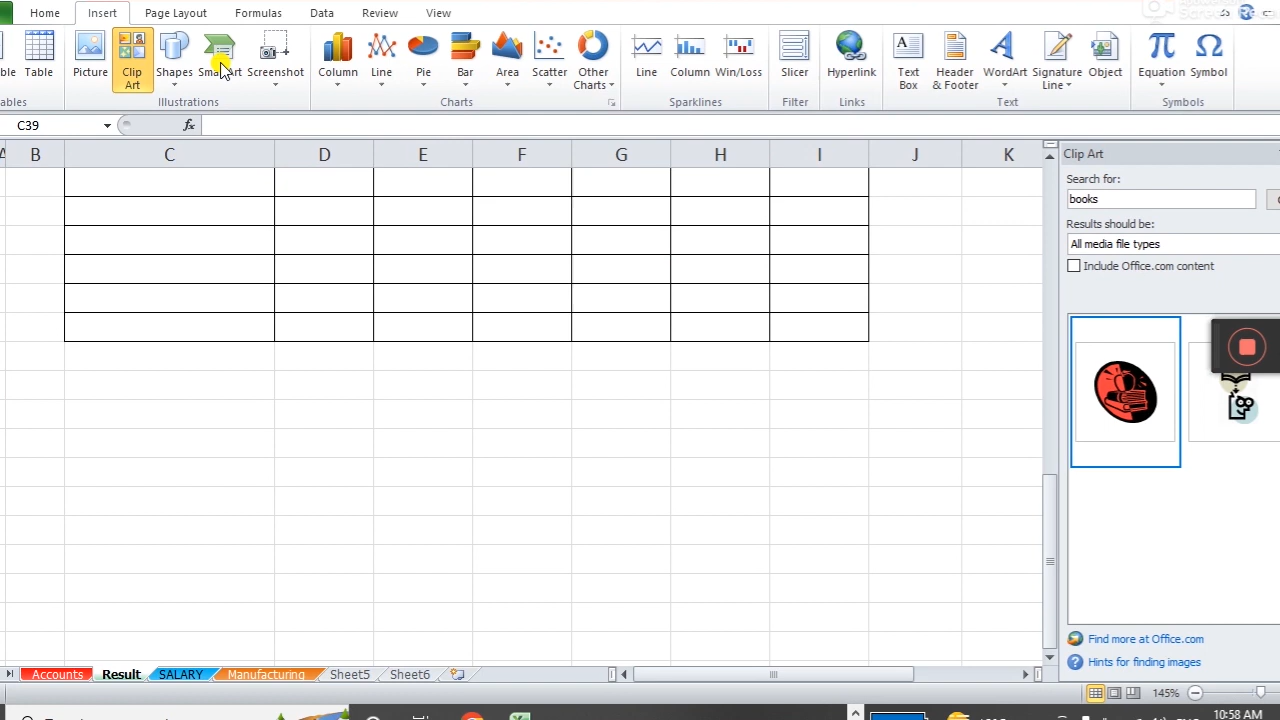 Home Insert Page Layout Formulas Data Review View
Table Picture Clip Art Shapes SmartArt Screenshot Column Line Pie Bar Area Scatter Other Charts Line Column Win/Loss Slicer Hyperlink Text Box Header & Footer WordArt Signature Line Object Equation Symbol
Illustrations Charts Sparklines Filter Links Text Symbols
C39 fx
B C D E F G H I J K
Clip Art
Search for:
books
Results should be:
All media file types
Include Office.com content
Find more at Office.com
Hints for finding images
Accounts Result SALARY Manufacturing Sheet5 Sheet6
145%
10:58 AM